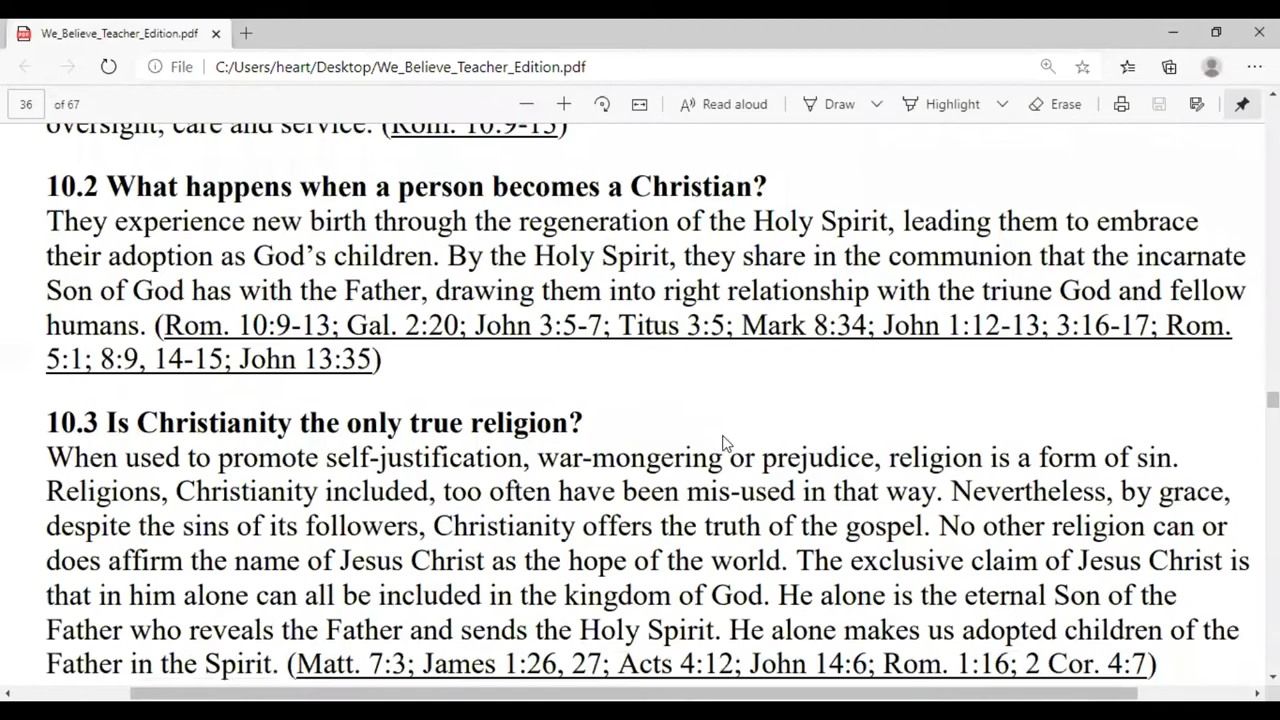 We_Believe_Teacher_Edition.pdf
File C:/Users/heart/Desktop/We_Believe_Teacher_Edition.pdf
36 of 67 Read aloud Draw Highlight Erase
oversight, care and service. (Rom. 10:9-13)
10.2 What happens when a person becomes a Christian?
They experience new birth through the regeneration of the Holy Spirit, leading them to embrace
their adoption as God’s children. By the Holy Spirit, they share in the communion that the incarnate
Son of God has with the Father, drawing them into right relationship with the triune God and fellow
humans. (Rom. 10:9-13; Gal. 2:20; John 3:5-7; Titus 3:5; Mark 8:34; John 1:12-13; 3:16-17; Rom.
5:1; 8:9, 14-15; John 13:35)
10.3 Is Christianity the only true religion?
When used to promote self-justification, war-mongering or prejudice, religion is a form of sin.
Religions, Christianity included, too often have been mis-used in that way. Nevertheless, by grace,
despite the sins of its followers, Christianity offers the truth of the gospel. No other religion can or
does affirm the name of Jesus Christ as the hope of the world. The exclusive claim of Jesus Christ is
that in him alone can all be included in the kingdom of God. He alone is the eternal Son of the
Father who reveals the Father and sends the Holy Spirit. He alone makes us adopted children of the
Father in the Spirit. (Matt. 7:3; James 1:26, 27; Acts 4:12; John 14:6; Rom. 1:16; 2 Cor. 4:7)